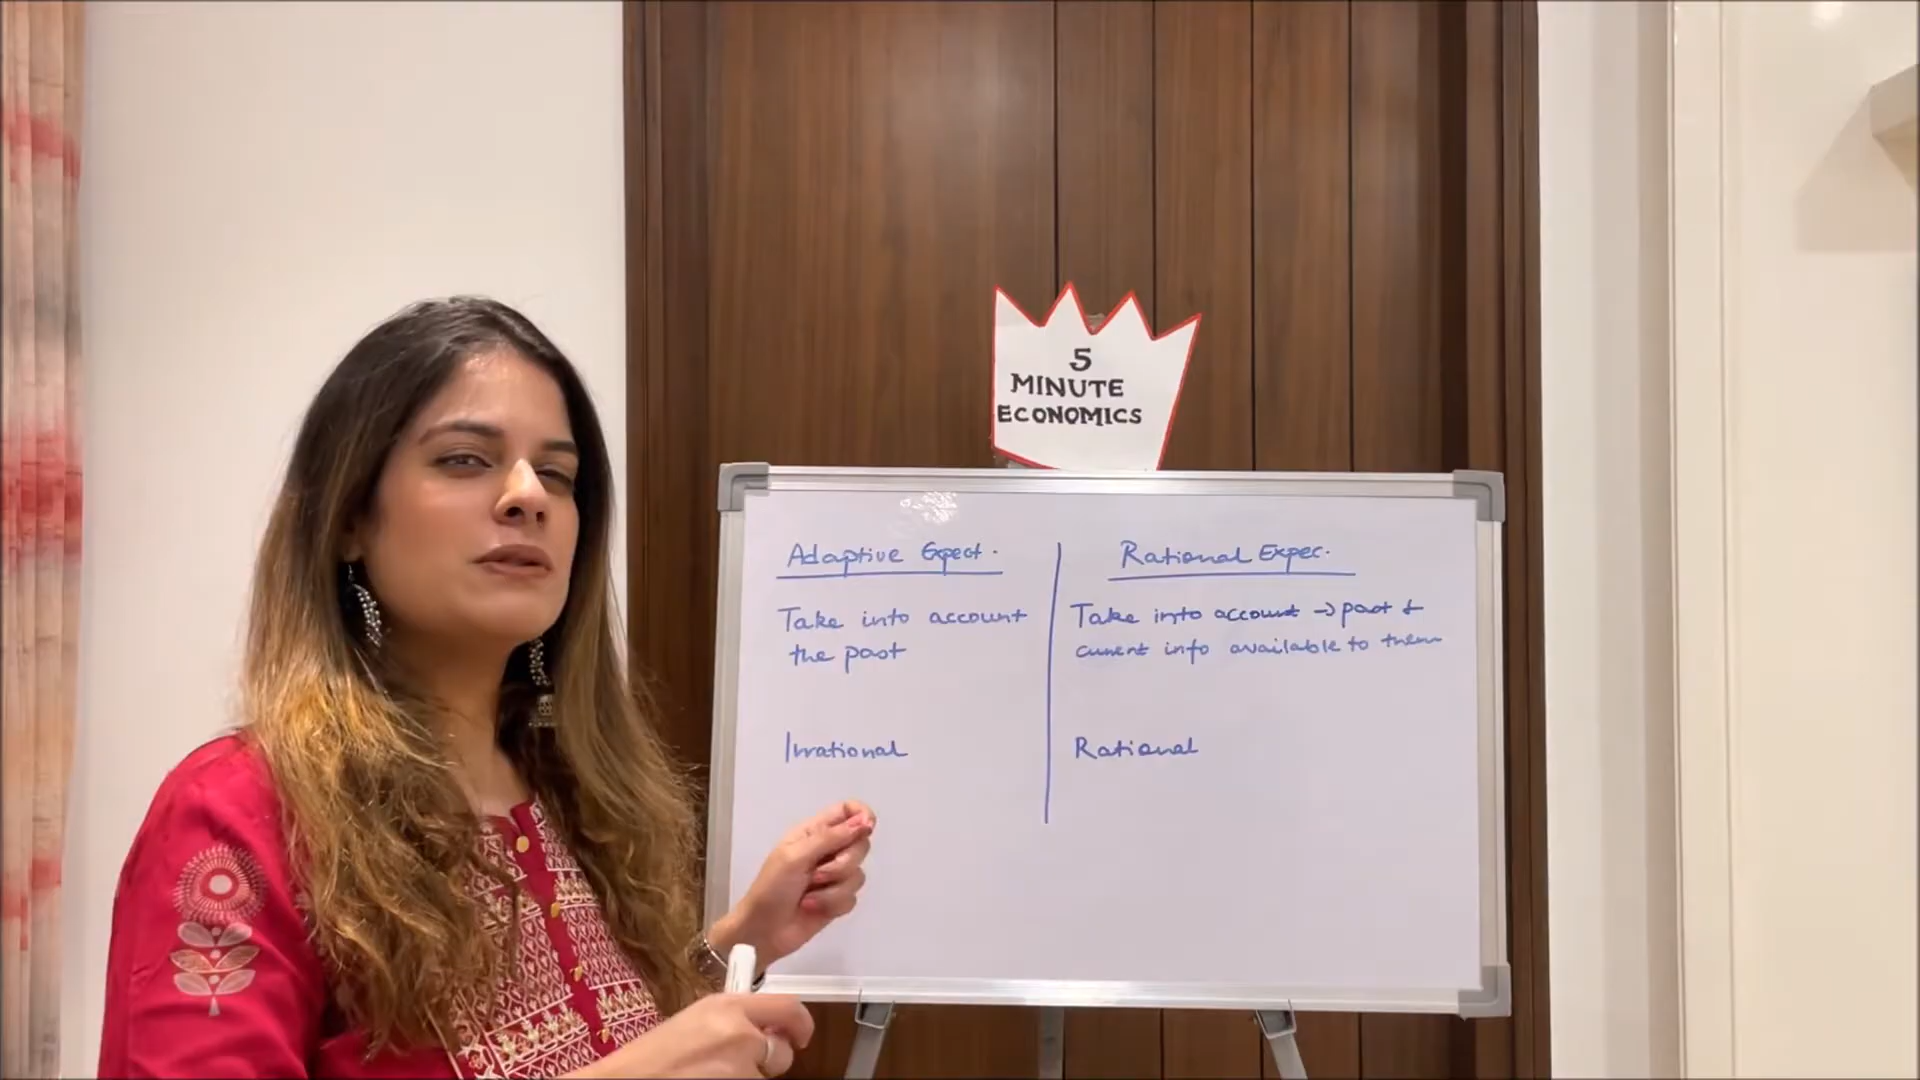 5
MINUTE
ECONOMICS
Adaptive Expect.
Take into account
the past
Irrational
Rational Expec.
Take into account → past &
current info available to them
Rational